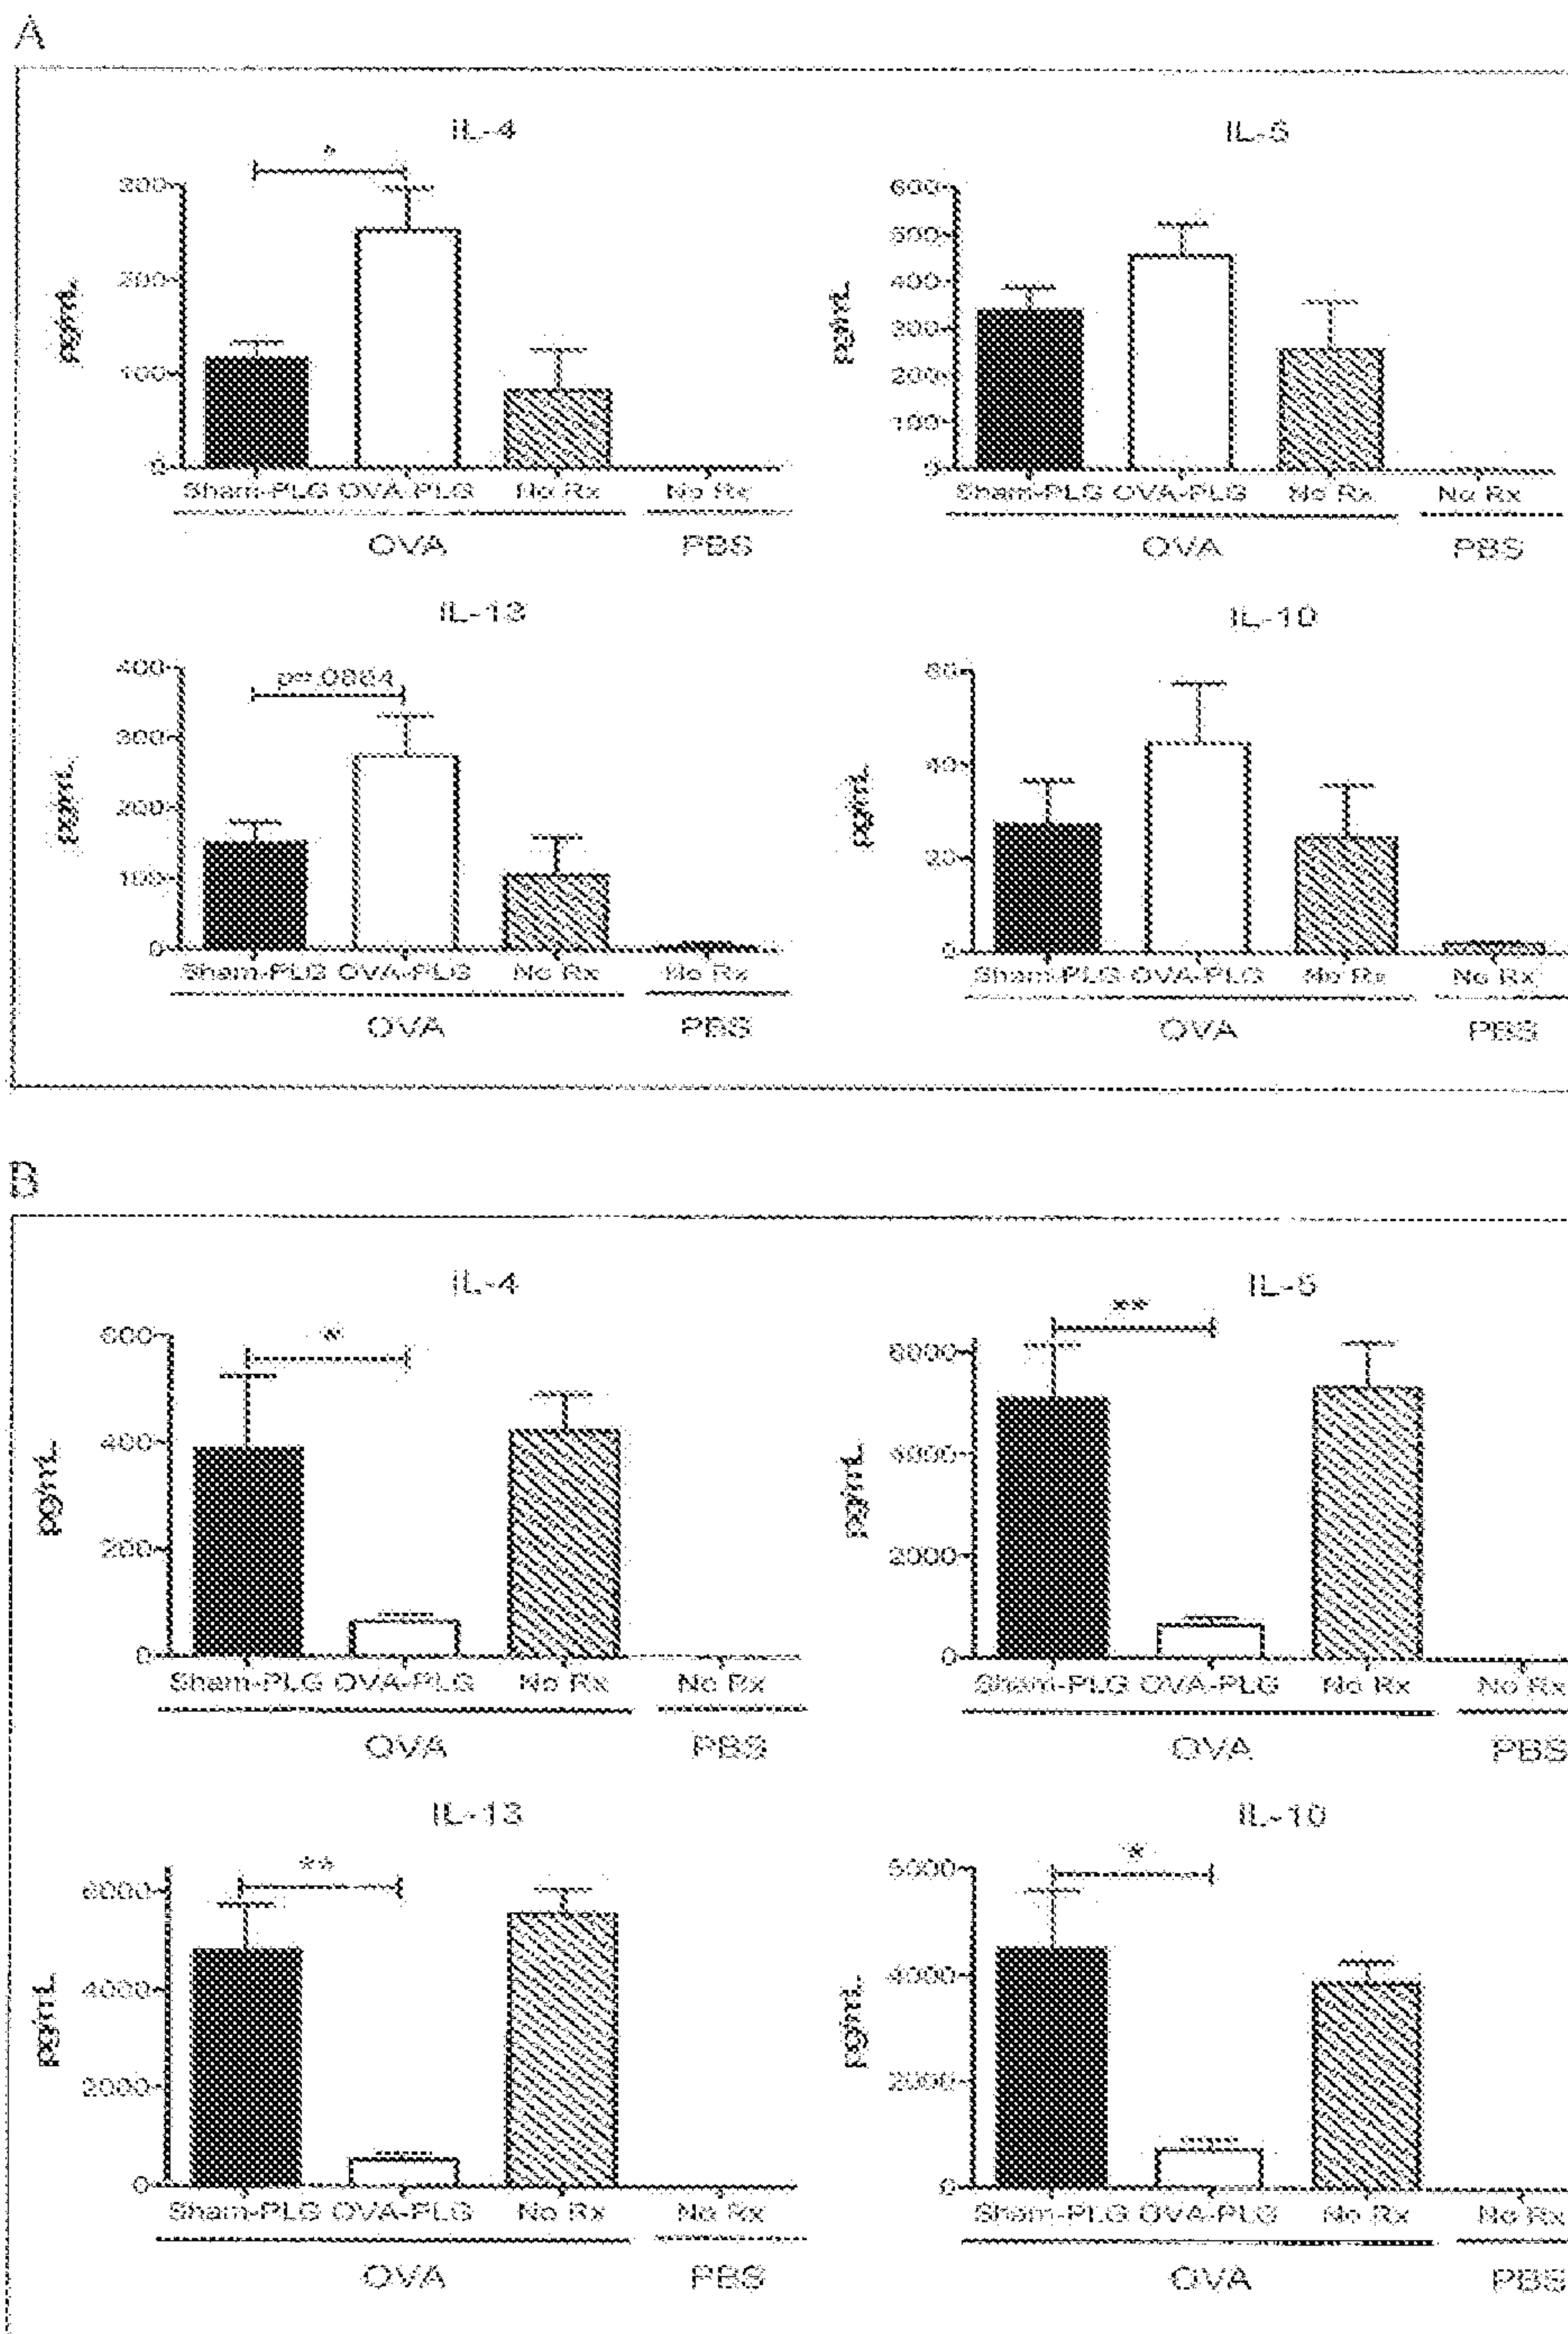 A
IL-4
*
300
200
100
0
pg/mL
Sham-PLG OVA-PLG No Rx No Rx
OVA PBS
IL-5
600
500
400
300
200
100
0
pg/mL
Sham-PLG OVA-PLG No Rx No Rx
OVA PBS
IL-13
p=.0864
400
300
200
100
0
pg/mL
Sham-PLG OVA-PLG No Rx No Rx
OVA PBS
IL-10
60
40
20
0
pg/mL
Sham-PLG OVA-PLG No Rx No Rx
OVA PBS
B
IL-4
*
600
400
200
0
pg/mL
Sham-PLG OVA-PLG No Rx No Rx
OVA PBS
IL-5
**
6000
4000
2000
0
pg/mL
Sham-PLG OVA-PLG No Rx No Rx
OVA PBS
IL-13
**
6000
4000
2000
0
pg/mL
Sham-PLG OVA-PLG No Rx No Rx
OVA PBS
IL-10
*
4000
2000
0
pg/mL
Sham-PLG OVA-PLG No Rx No Rx
OVA PBS